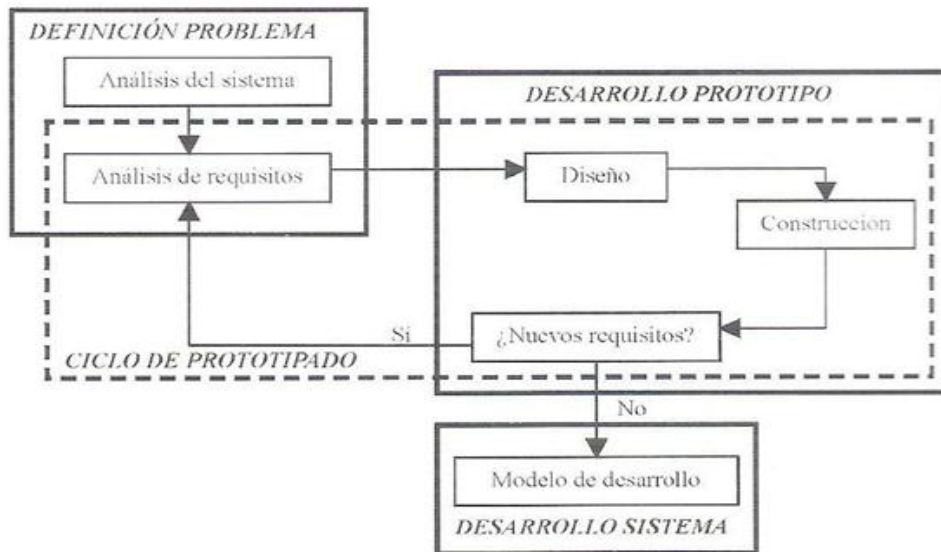 DEFINICIÓN PROBLEMA
Análisis del sistema
Análisis de requisitos
DESARROLLO PROTOTIPO
Diseño
Construccion
¿Nuevos requisitos?
Sí
CICLO DE PROTOTIPADO
No
Modelo de desarrollo
DESARROLLO SISTEMA